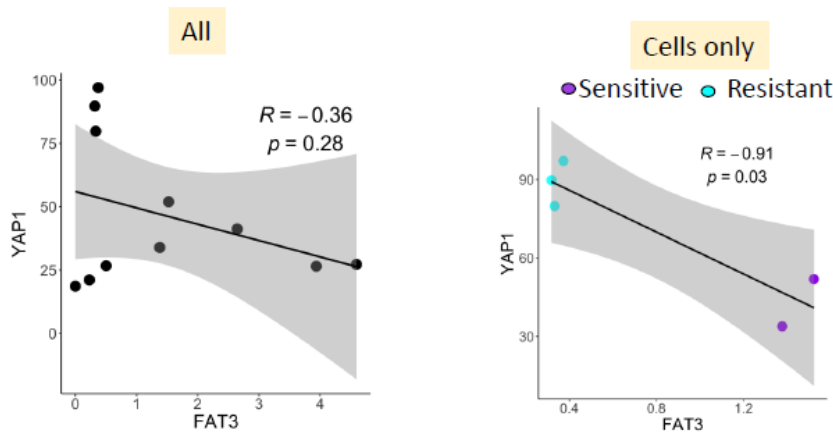 All
100
75
50
25
0
YAP1
R = −0.36
p = 0.28
0
1
2
3
4
FAT3
Cells only
Sensitive
Resistant
90
60
30
YAP1
R = −0.91
p = 0.03
0.4
0.8
1.2
FAT3